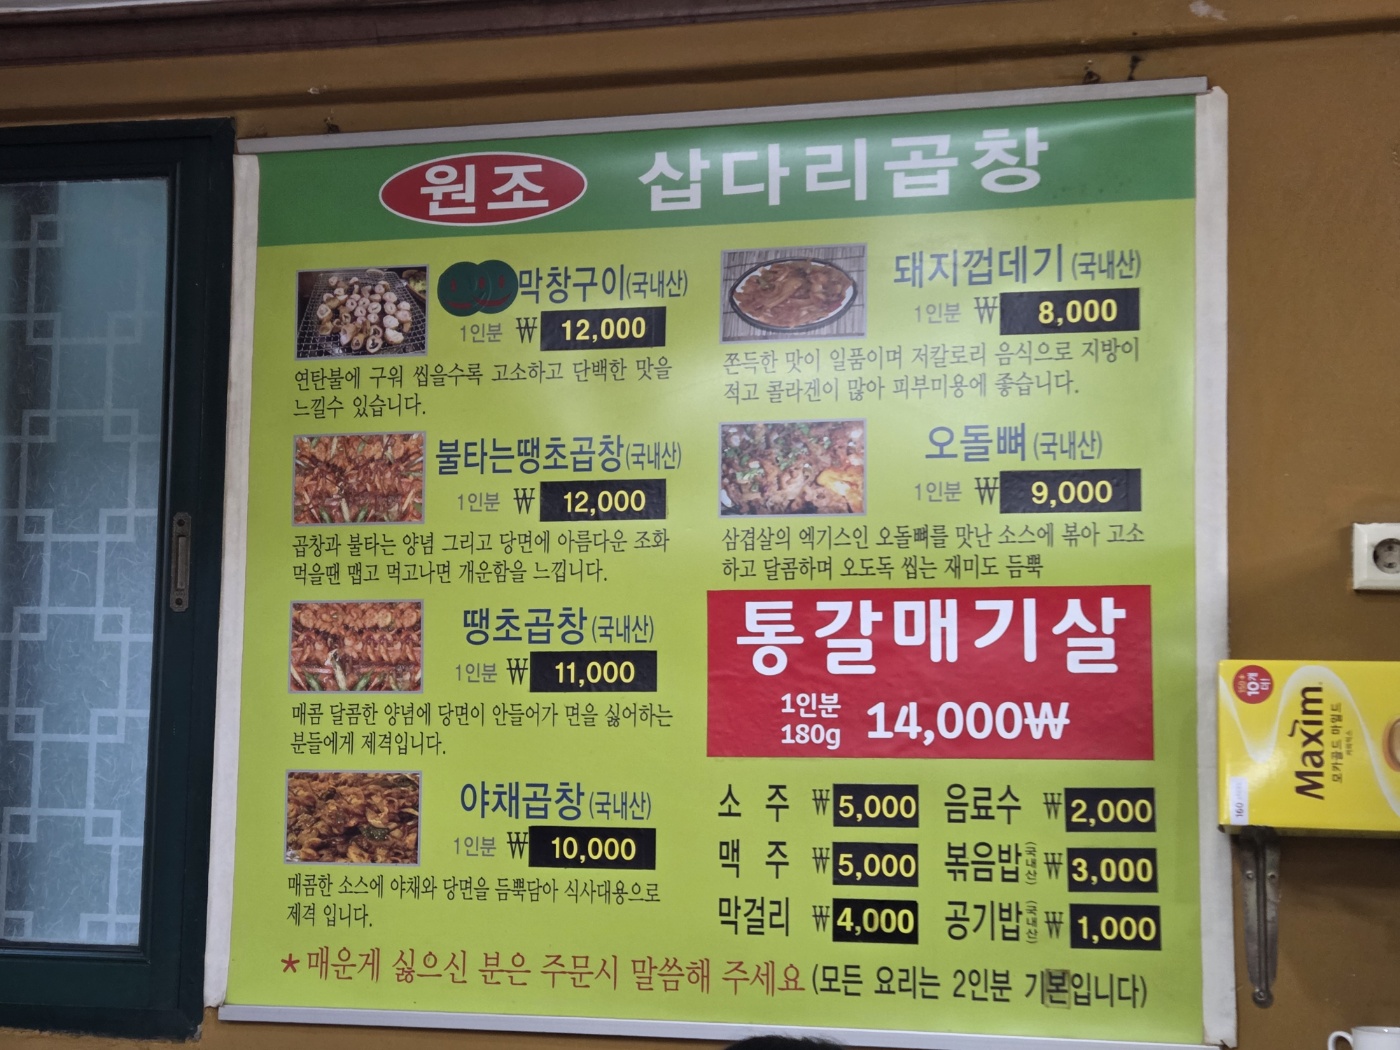 원조 삽다리곱창
막창구이(국내산)
1인분 ₩ 12,000
연탄불에 구워 씹을수록 고소하고 단백한 맛을
느낄수 있습니다.
불타는땡초곱창(국내산)
1인분 ₩ 12,000
곱창과 불타는 양념 그리고 당면에 아름다운 조화
먹을땐 맵고 먹고나면 개운함을 느낍니다.
땡초곱창(국내산)
1인분 ₩ 11,000
매콤 달콤한 양념에 당면이 안들어가 면을 싫어하는
분들에게 제격입니다.
야채곱창(국내산)
1인분 ₩ 10,000
매콤한 소스에 야채와 당면을 듬뿍담아 식사대용으로
제격 입니다.
돼지껍데기(국내산)
1인분 ₩ 8,000
쫀득한 맛이 일품이며 저칼로리 음식으로 지방이
적고 콜라겐이 많아 피부미용에 좋습니다.
오돌뼈(국내산)
1인분 ₩ 9,000
삼겹살의 엑기스인 오돌뼈를 맛난 소스에 볶아 고소
하고 달콤하며 오도독 씹는 재미도 듬뿍
통갈매기살
1인분
180g
14,000₩
소 주 ₩ 5,000 음료수 ₩ 2,000
맥 주 ₩ 5,000 볶음밥(국내산) ₩ 3,000
막걸리 ₩ 4,000 공기밥(국내산) ₩ 1,000
*매운게 싫으신 분은 주문시 말씀해 주세요 (모든 요리는 2인분 기본입니다)
150+
10개
더!
Maxim
모카골드 마일드
커피믹스
160